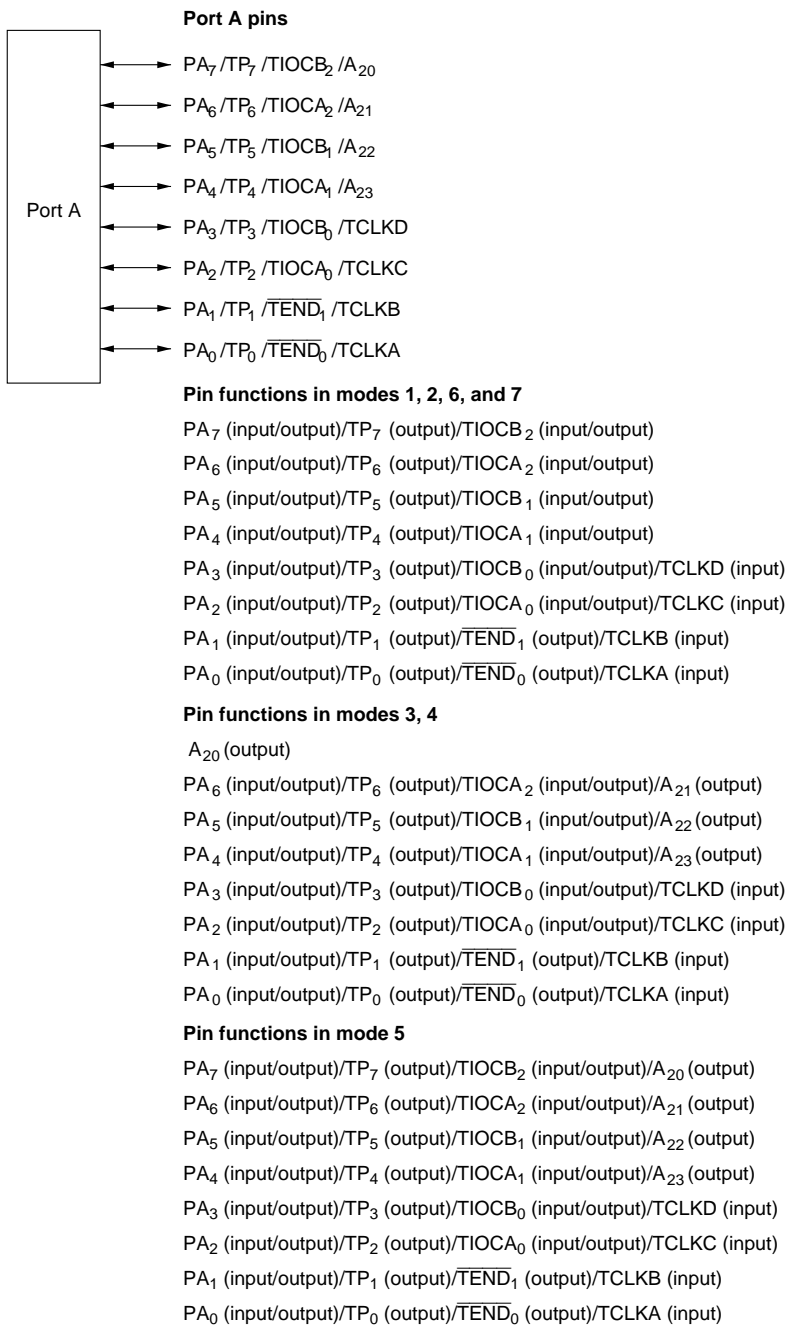 Port A pins
Port A
PA₇/TP₇/TIOCB₂/A₂₀
PA₆/TP₆/TIOCA₂/A₂₁
PA₅/TP₅/TIOCB₁/A₂₂
PA₄/TP₄/TIOCA₁/A₂₃
PA₃/TP₃/TIOCB₀/TCLKD
PA₂/TP₂/TIOCA₀/TCLKC
PA₁/TP₁/T̅E̅N̅D̅₁/TCLKB
PA₀/TP₀/T̅E̅N̅D̅₀/TCLKA
Pin functions in modes 1, 2, 6, and 7
PA₇ (input/output)/TP₇ (output)/TIOCB₂ (input/output)
PA₆ (input/output)/TP₆ (output)/TIOCA₂ (input/output)
PA₅ (input/output)/TP₅ (output)/TIOCB₁ (input/output)
PA₄ (input/output)/TP₄ (output)/TIOCA₁ (input/output)
PA₃ (input/output)/TP₃ (output)/TIOCB₀ (input/output)/TCLKD (input)
PA₂ (input/output)/TP₂ (output)/TIOCA₀ (input/output)/TCLKC (input)
PA₁ (input/output)/TP₁ (output)/T̅E̅N̅D̅₁ (output)/TCLKB (input)
PA₀ (input/output)/TP₀ (output)/T̅E̅N̅D̅₀ (output)/TCLKA (input)
Pin functions in modes 3, 4
A₂₀ (output)
PA₆ (input/output)/TP₆ (output)/TIOCA₂ (input/output)/A₂₁ (output)
PA₅ (input/output)/TP₅ (output)/TIOCB₁ (input/output)/A₂₂ (output)
PA₄ (input/output)/TP₄ (output)/TIOCA₁ (input/output)/A₂₃ (output)
PA₃ (input/output)/TP₃ (output)/TIOCB₀ (input/output)/TCLKD (input)
PA₂ (input/output)/TP₂ (output)/TIOCA₀ (input/output)/TCLKC (input)
PA₁ (input/output)/TP₁ (output)/T̅E̅N̅D̅₁ (output)/TCLKB (input)
PA₀ (input/output)/TP₀ (output)/T̅E̅N̅D̅₀ (output)/TCLKA (input)
Pin functions in mode 5
PA₇ (input/output)/TP₇ (output)/TIOCB₂ (input/output)/A₂₀ (output)
PA₆ (input/output)/TP₆ (output)/TIOCA₂ (input/output)/A₂₁ (output)
PA₅ (input/output)/TP₅ (output)/TIOCB₁ (input/output)/A₂₂ (output)
PA₄ (input/output)/TP₄ (output)/TIOCA₁ (input/output)/A₂₃ (output)
PA₃ (input/output)/TP₃ (output)/TIOCB₀ (input/output)/TCLKD (input)
PA₂ (input/output)/TP₂ (output)/TIOCA₀ (input/output)/TCLKC (input)
PA₁ (input/output)/TP₁ (output)/T̅E̅N̅D̅₁ (output)/TCLKB (input)
PA₀ (input/output)/TP₀ (output)/T̅E̅N̅D̅₀ (output)/TCLKA (input)